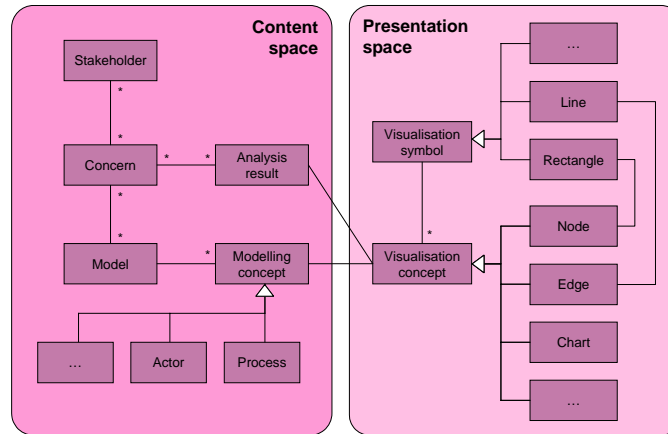 Content
space
Presentation
space
Stakeholder
*
*
Concern
*
*
Analysis
result
*
*
Model
*
Modelling
concept
…
Actor
Process
…
Line
Visualisation
symbol
Rectangle
*
Visualisation
concept
Node
Edge
Chart
…